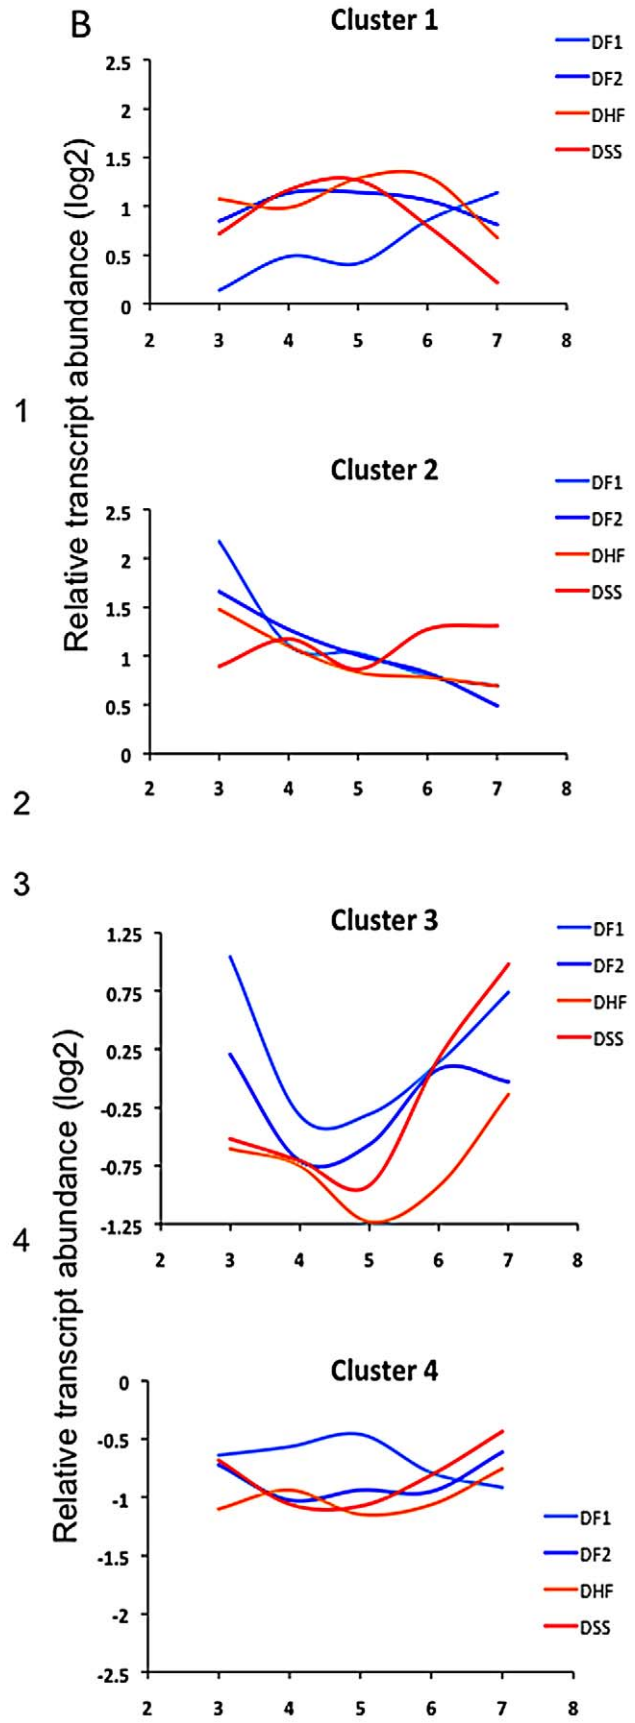 B
Cluster 1
DF1
DF2
DHF
DSS
2.5
2
1.5
1
0.5
0
2 3 4 5 6 7 8
Relative transcript abundance (log2)
1
Cluster 2
DF1
DF2
DHF
DSS
2.5
2
1.5
1
0.5
0
2 3 4 5 6 7 8
2
3
Cluster 3
DF1
DF2
DHF
DSS
1.25
0.75
0.25
-0.25
-0.75
-1.25
2 3 4 5 6 7 8
Relative transcript abundance (log2)
4
Cluster 4
0
-0.5
-1
-1.5
-2
-2.5
DF1
DF2
DHF
DSS
2 3 4 5 6 7 8